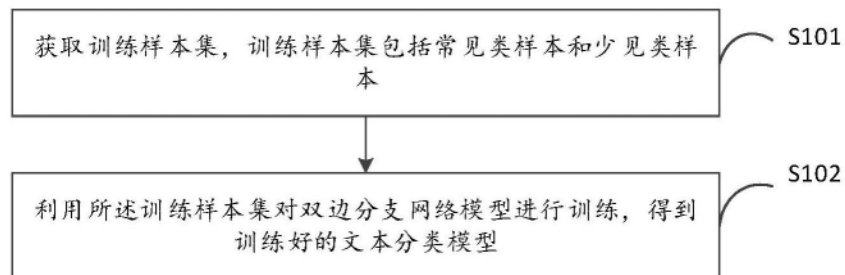 获取训练样本集，训练样本集包括常见类样本和少见类样
本
S101
利用所述训练样本集对双边分支网络模型进行训练，得到
训练好的文本分类模型
S102